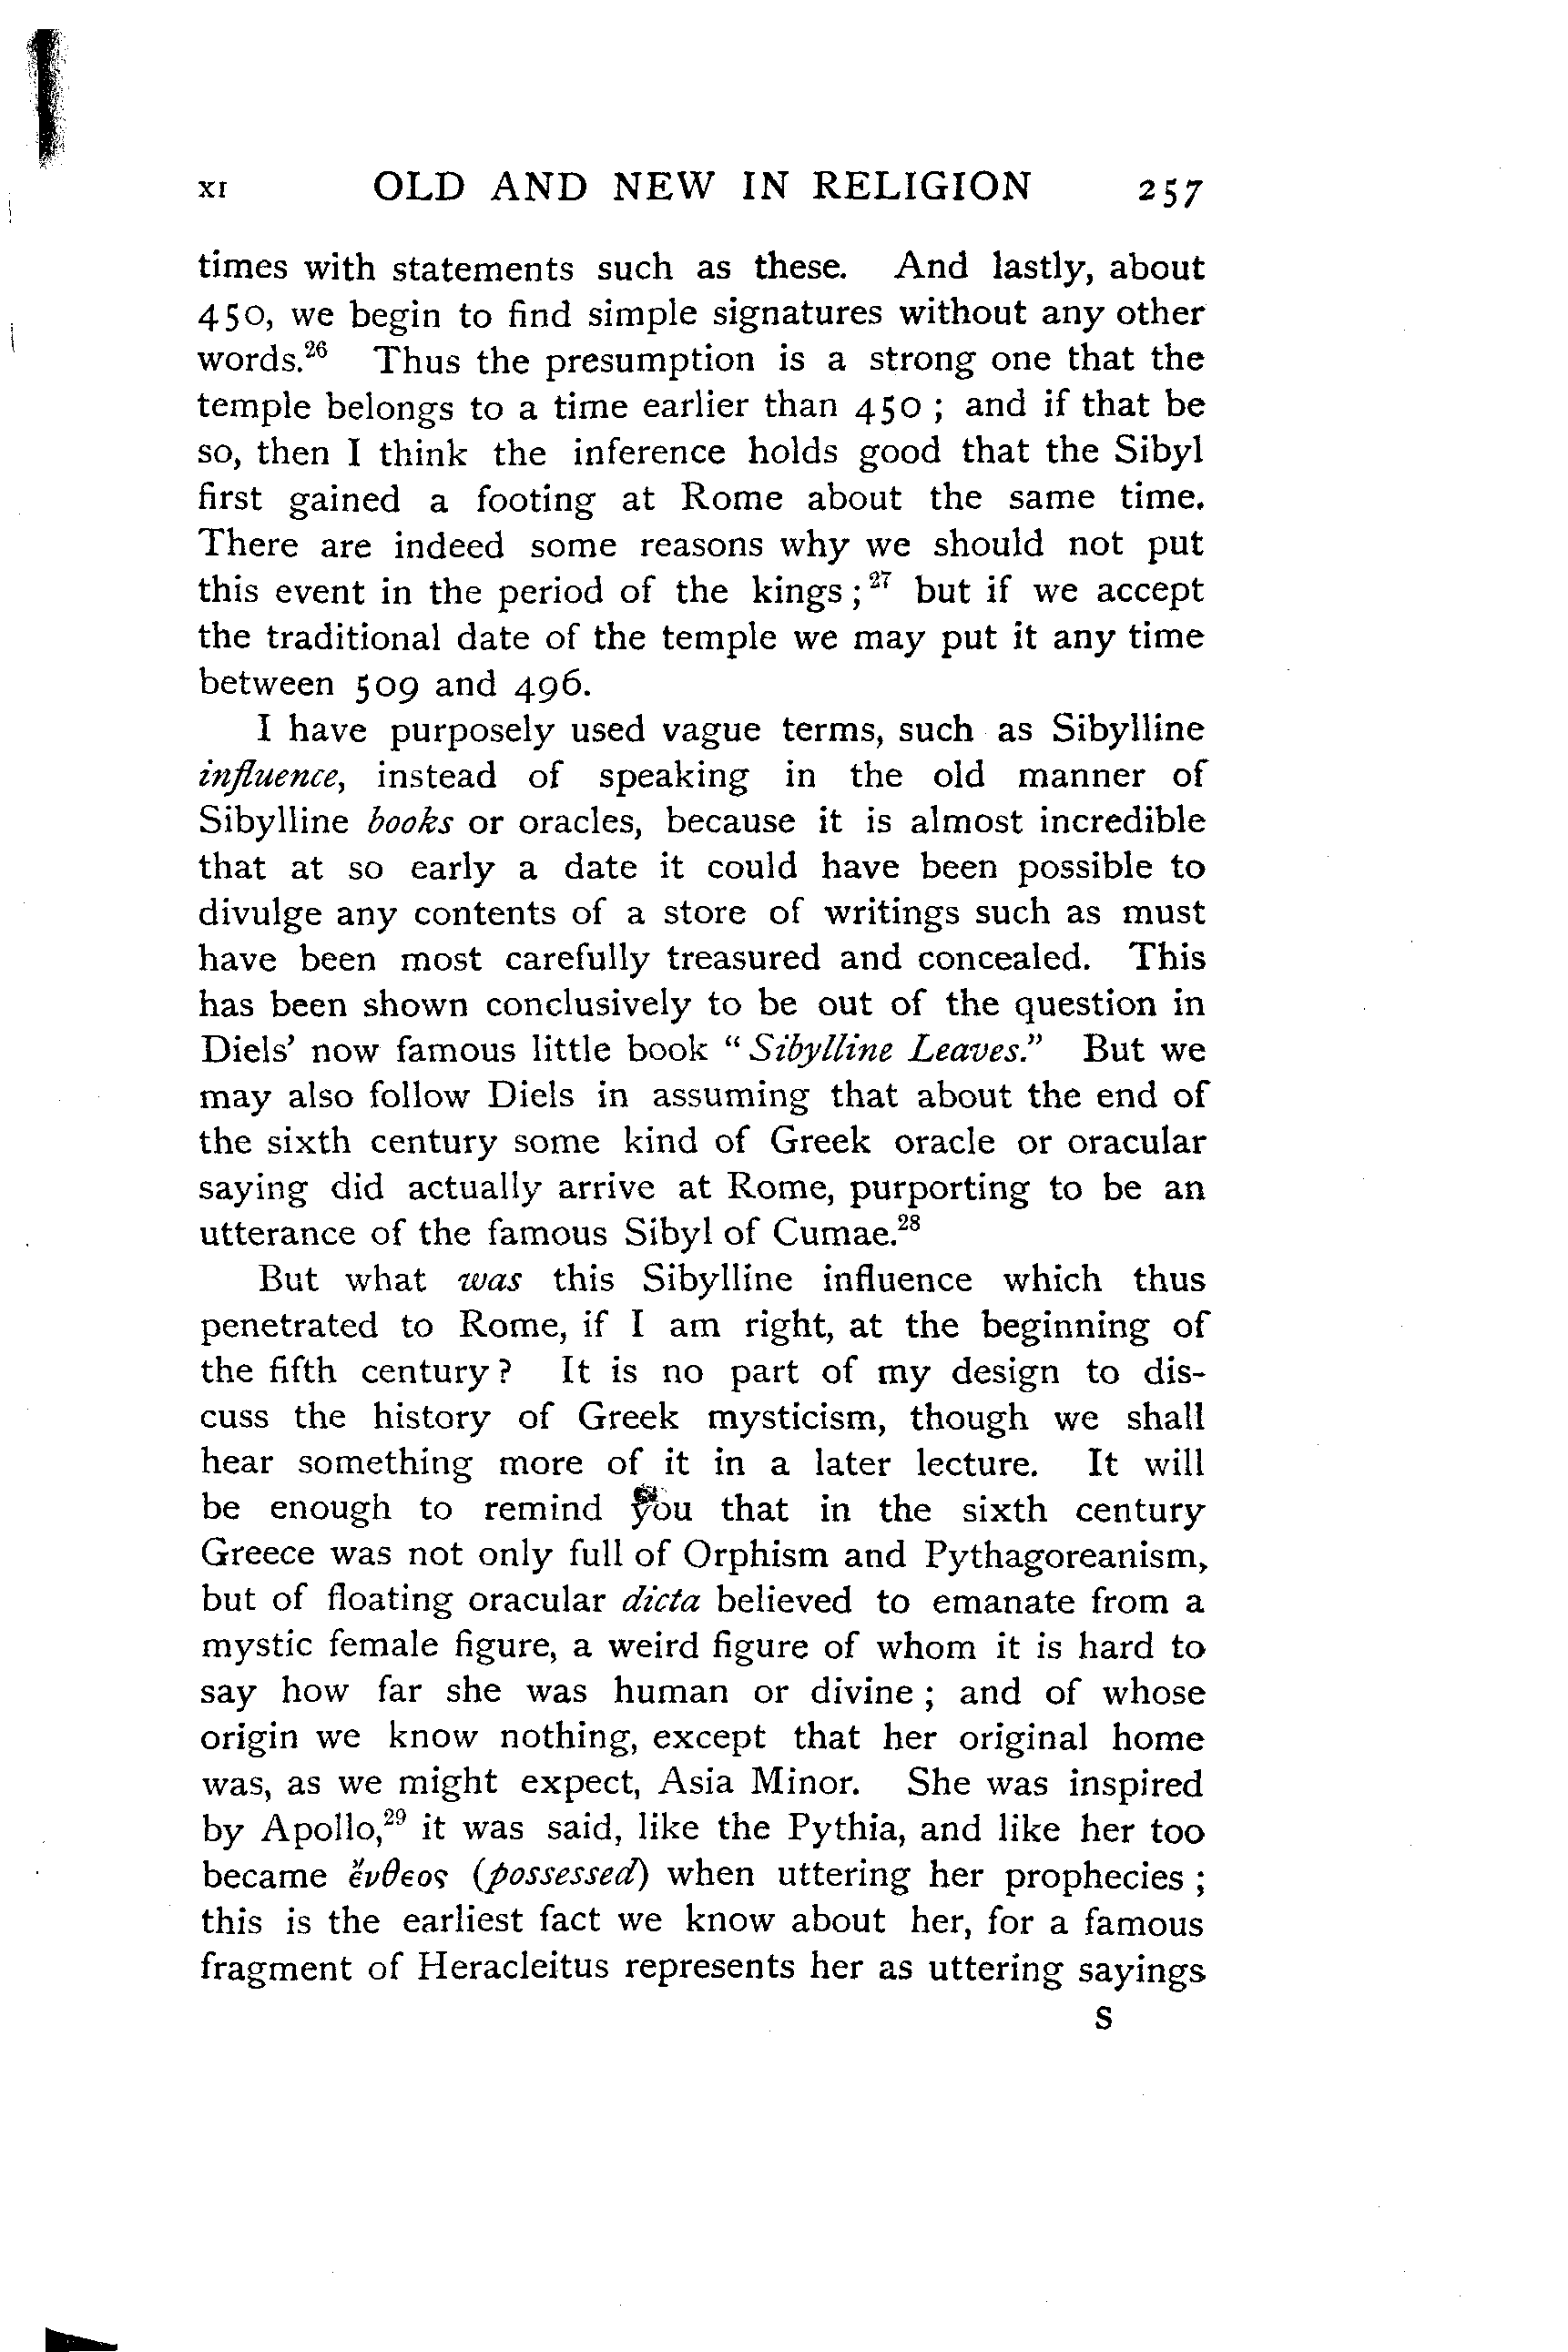 XI OLD AND NEW IN RELIGION 257
times with statements such as these. And lastly, about
450, we begin to find simple signatures without any other
words.²⁶ Thus the presumption is a strong one that the
temple belongs to a time earlier than 450 ; and if that be
so, then I think the inference holds good that the Sibyl
first gained a footing at Rome about the same time.
There are indeed some reasons why we should not put
this event in the period of the kings ;²⁷ but if we accept
the traditional date of the temple we may put it any time
between 509 and 496.
I have purposely used vague terms, such as Sibylline
influence, instead of speaking in the old manner of
Sibylline books or oracles, because it is almost incredible
that at so early a date it could have been possible to
divulge any contents of a store of writings such as must
have been most carefully treasured and concealed. This
has been shown conclusively to be out of the question in
Diels' now famous little book “Sibylline Leaves.” But we
may also follow Diels in assuming that about the end of
the sixth century some kind of Greek oracle or oracular
saying did actually arrive at Rome, purporting to be an
utterance of the famous Sibyl of Cumae.²⁸
But what was this Sibylline influence which thus
penetrated to Rome, if I am right, at the beginning of
the fifth century ? It is no part of my design to dis-
cuss the history of Greek mysticism, though we shall
hear something more of it in a later lecture. It will
be enough to remind you that in the sixth century
Greece was not only full of Orphism and Pythagoreanism,
but of floating oracular dicta believed to emanate from a
mystic female figure, a weird figure of whom it is hard to
say how far she was human or divine ; and of whose
origin we know nothing, except that her original home
was, as we might expect, Asia Minor. She was inspired
by Apollo,²⁹ it was said, like the Pythia, and like her too
became ἔνθεος (possessed) when uttering her prophecies ;
this is the earliest fact we know about her, for a famous
fragment of Heracleitus represents her as uttering sayings
S